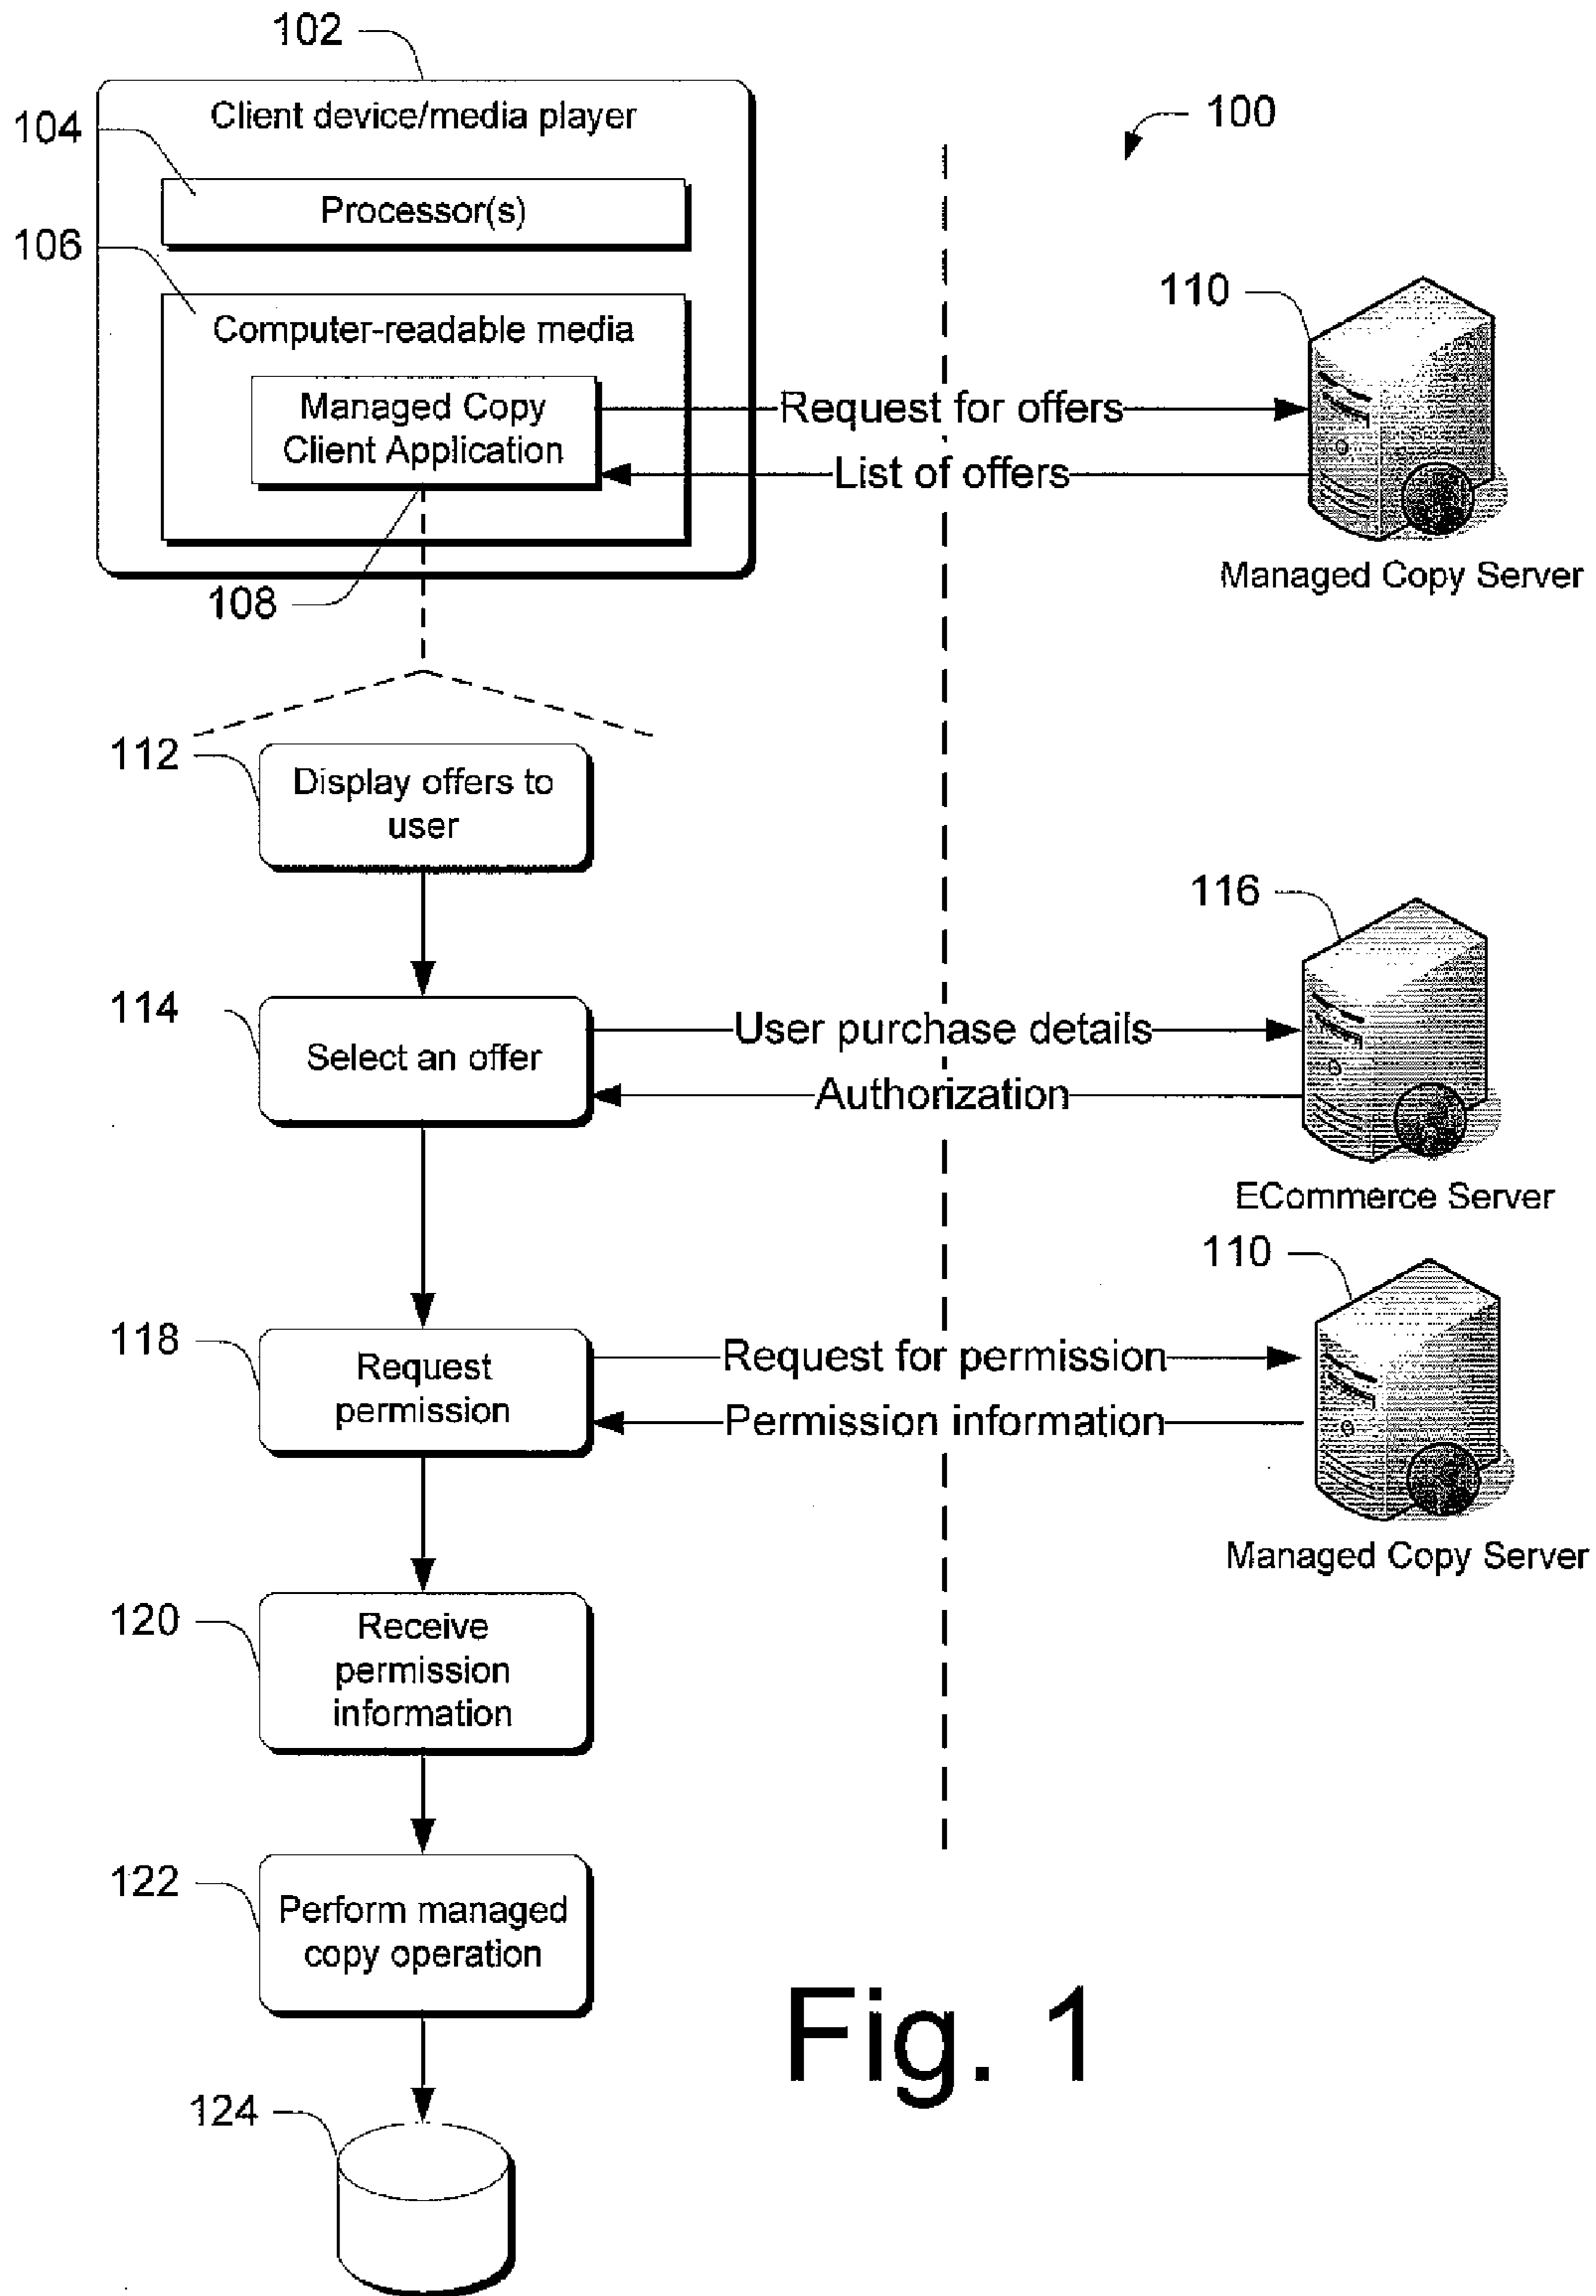 102
Client device/media player
100
104
Processor(s)
106
Computer-readable media
110
Managed Copy
Client Application
Request for offers
List of offers
Managed Copy Server
108
112
Display offers to
user
116
114
Select an offer
User purchase details
Authorization
ECommerce Server
110
118
Request
permission
Request for permission
Permission information
Managed Copy Server
120
Receive
permission
information
122
Perform managed
copy operation
Fig. 1
124